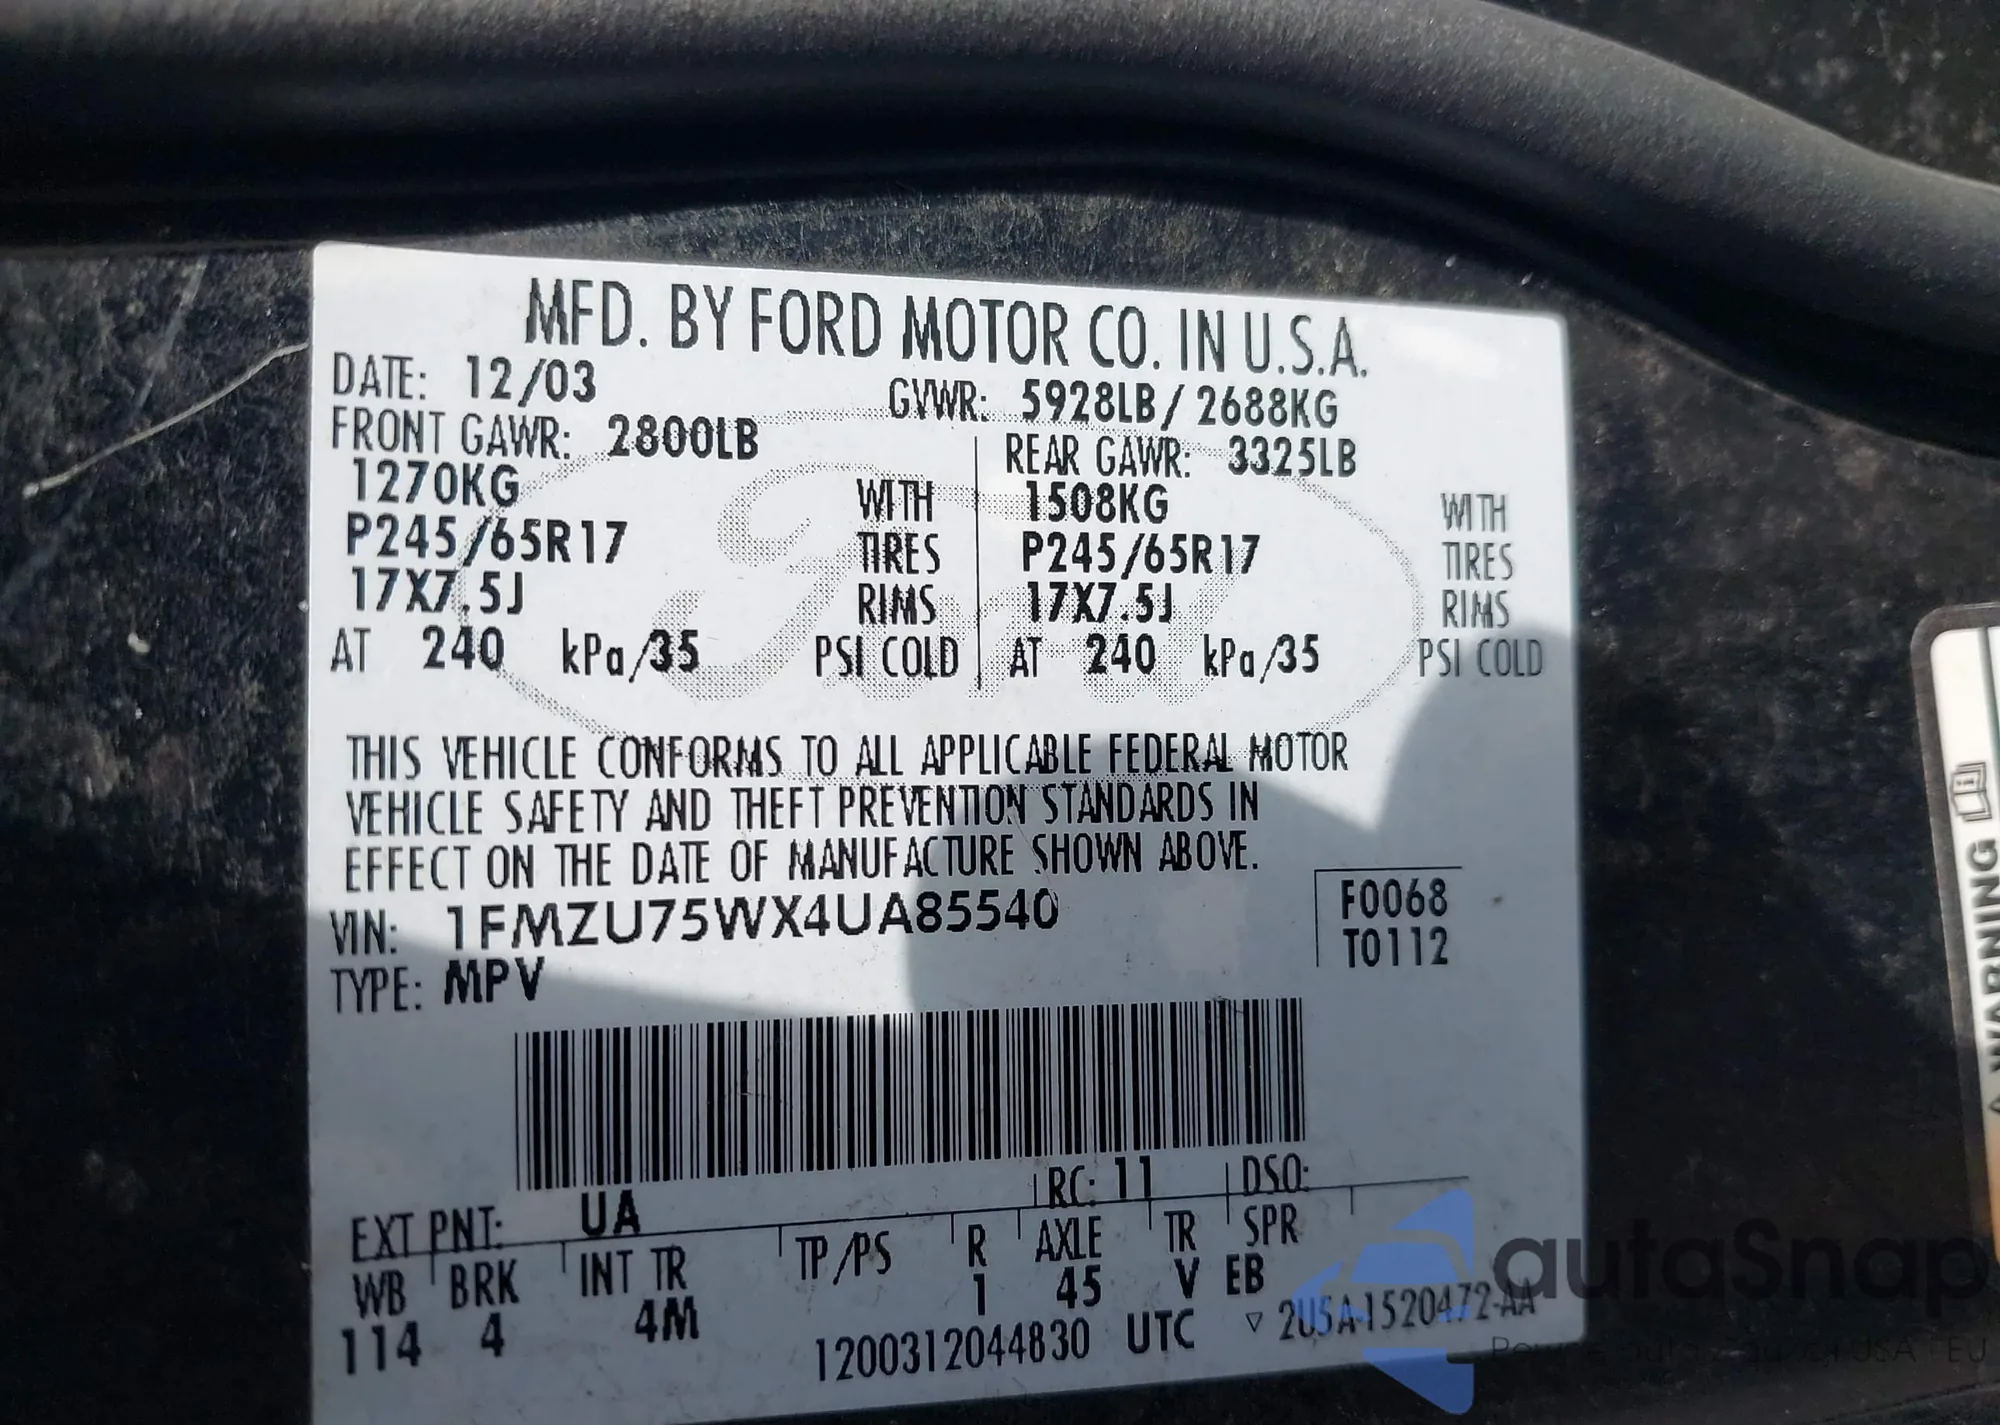 MFD. BY FORD MOTOR CO. IN U.S.A.
DATE: 12/03 GVWR: 5928LB / 2688KG
FRONT GAWR: 2800LB REAR GAWR: 3325LB
1270KG WITH 1508KG WITH
P245/65R17 TIRES P245/65R17 TIRES
17X7.5J RIMS 17X7.5J RIMS
AT 240 kPa/35 PSI COLD AT 240 kPa/35 PSI COLD
THIS VEHICLE CONFORMS TO ALL APPLICABLE FEDERAL MOTOR
VEHICLE SAFETY AND THEFT PREVENTION STANDARDS IN
EFFECT ON THE DATE OF MANUFACTURE SHOWN ABOVE.
VIN: 1FMZU75WX4UA85540 F0068
TYPE: MPV T0112
EXT PNT: UA RC: 11 DSO:
WB BRK INT TR TP/PS R AXLE TR SPR
114 4 4M 1 45 V EB
1200312044830 UTC ▽ 2U5A-1520472-AA
Ford
⚠ WARNING
autaSnap
USA EU